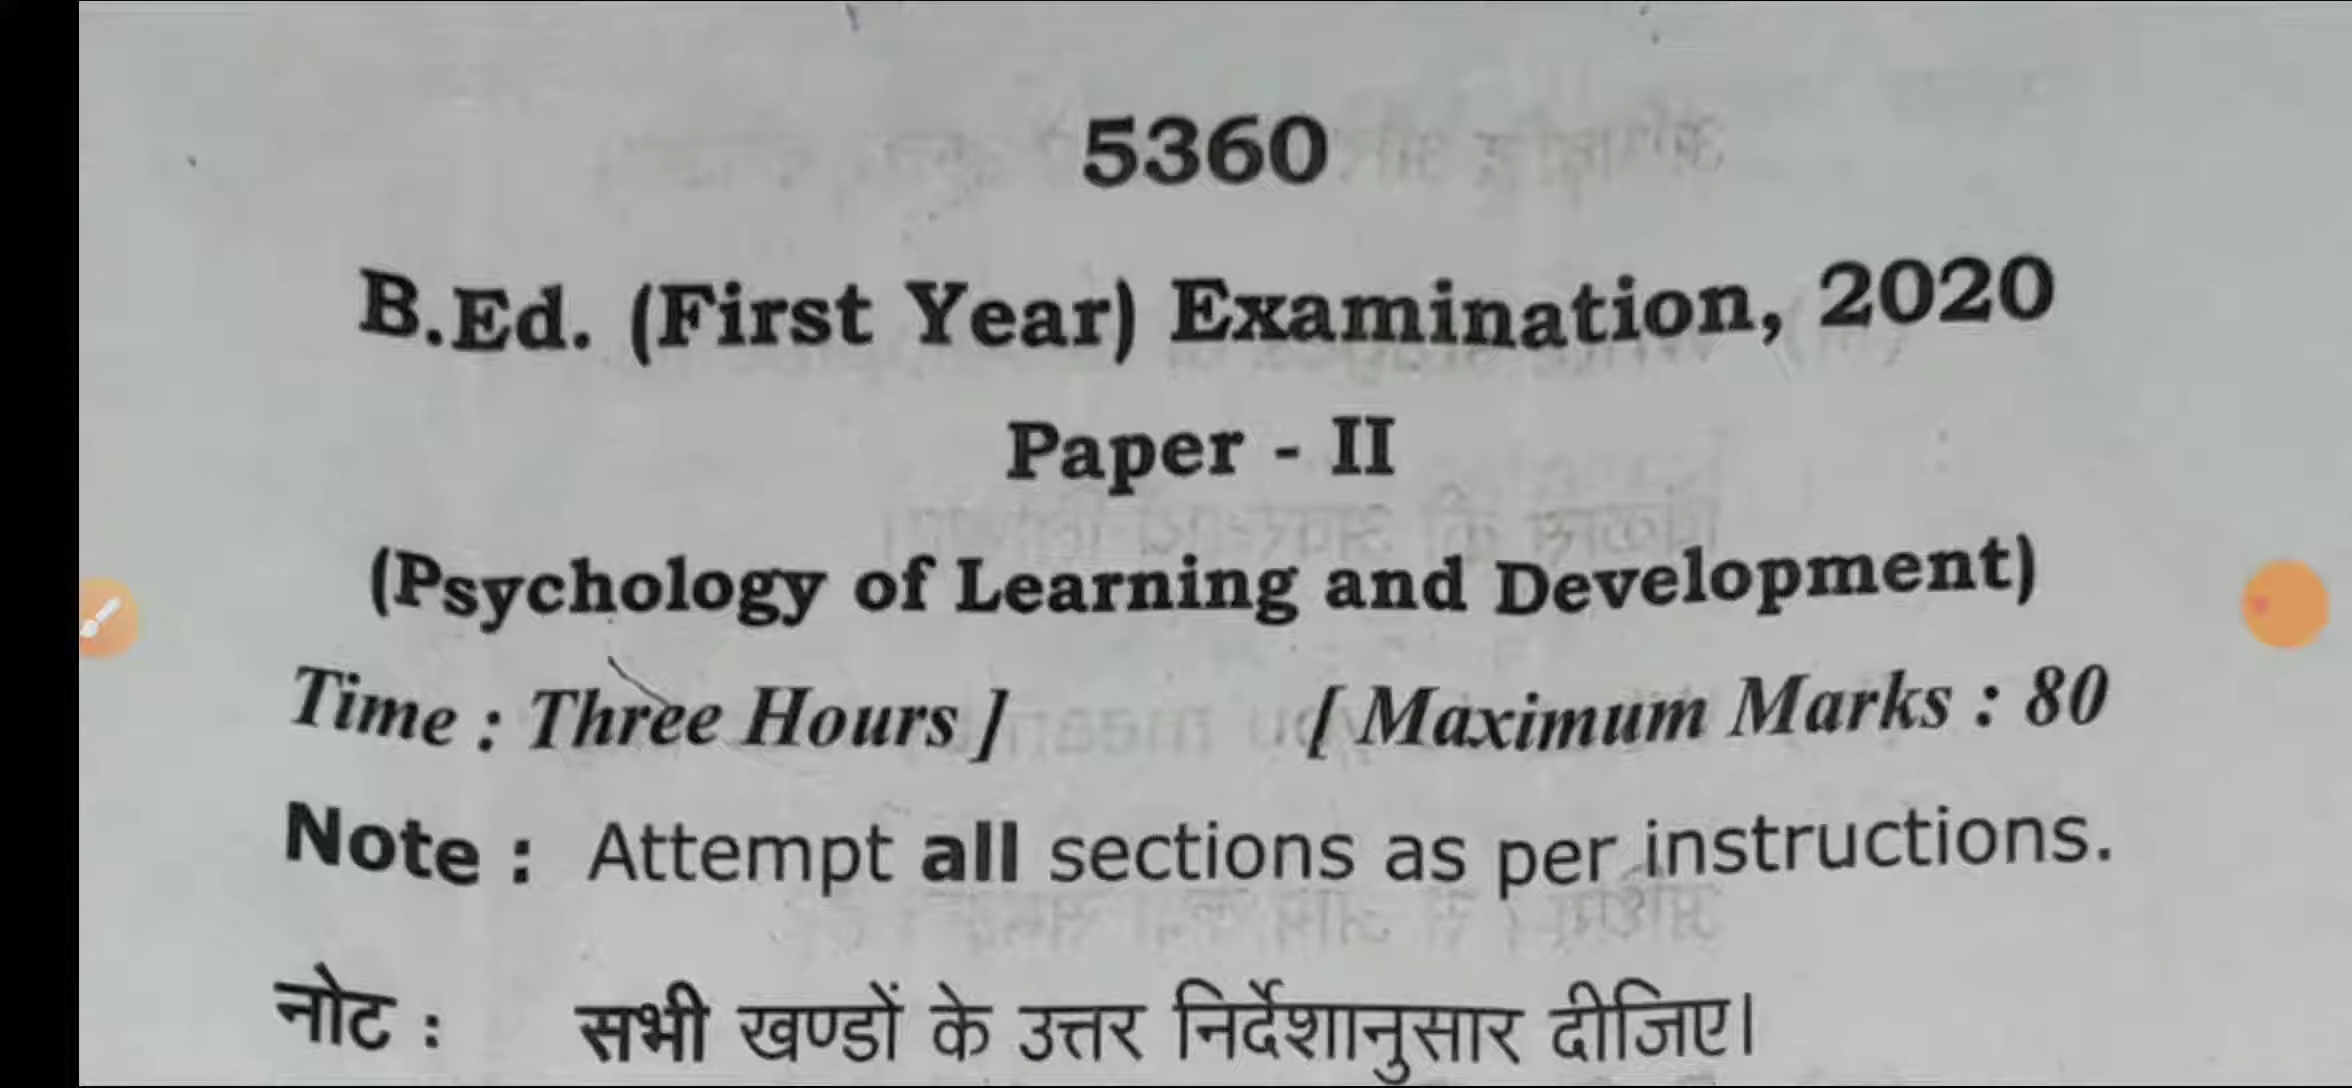 5360
B.Ed. (First Year) Examination, 2020
Paper - II
(Psychology of Learning and Development)
Time : Three Hours ] [ Maximum Marks : 80
Note : Attempt all sections as per instructions.
नोट : सभी खण्डों के उत्तर निर्देशानुसार दीजिए।